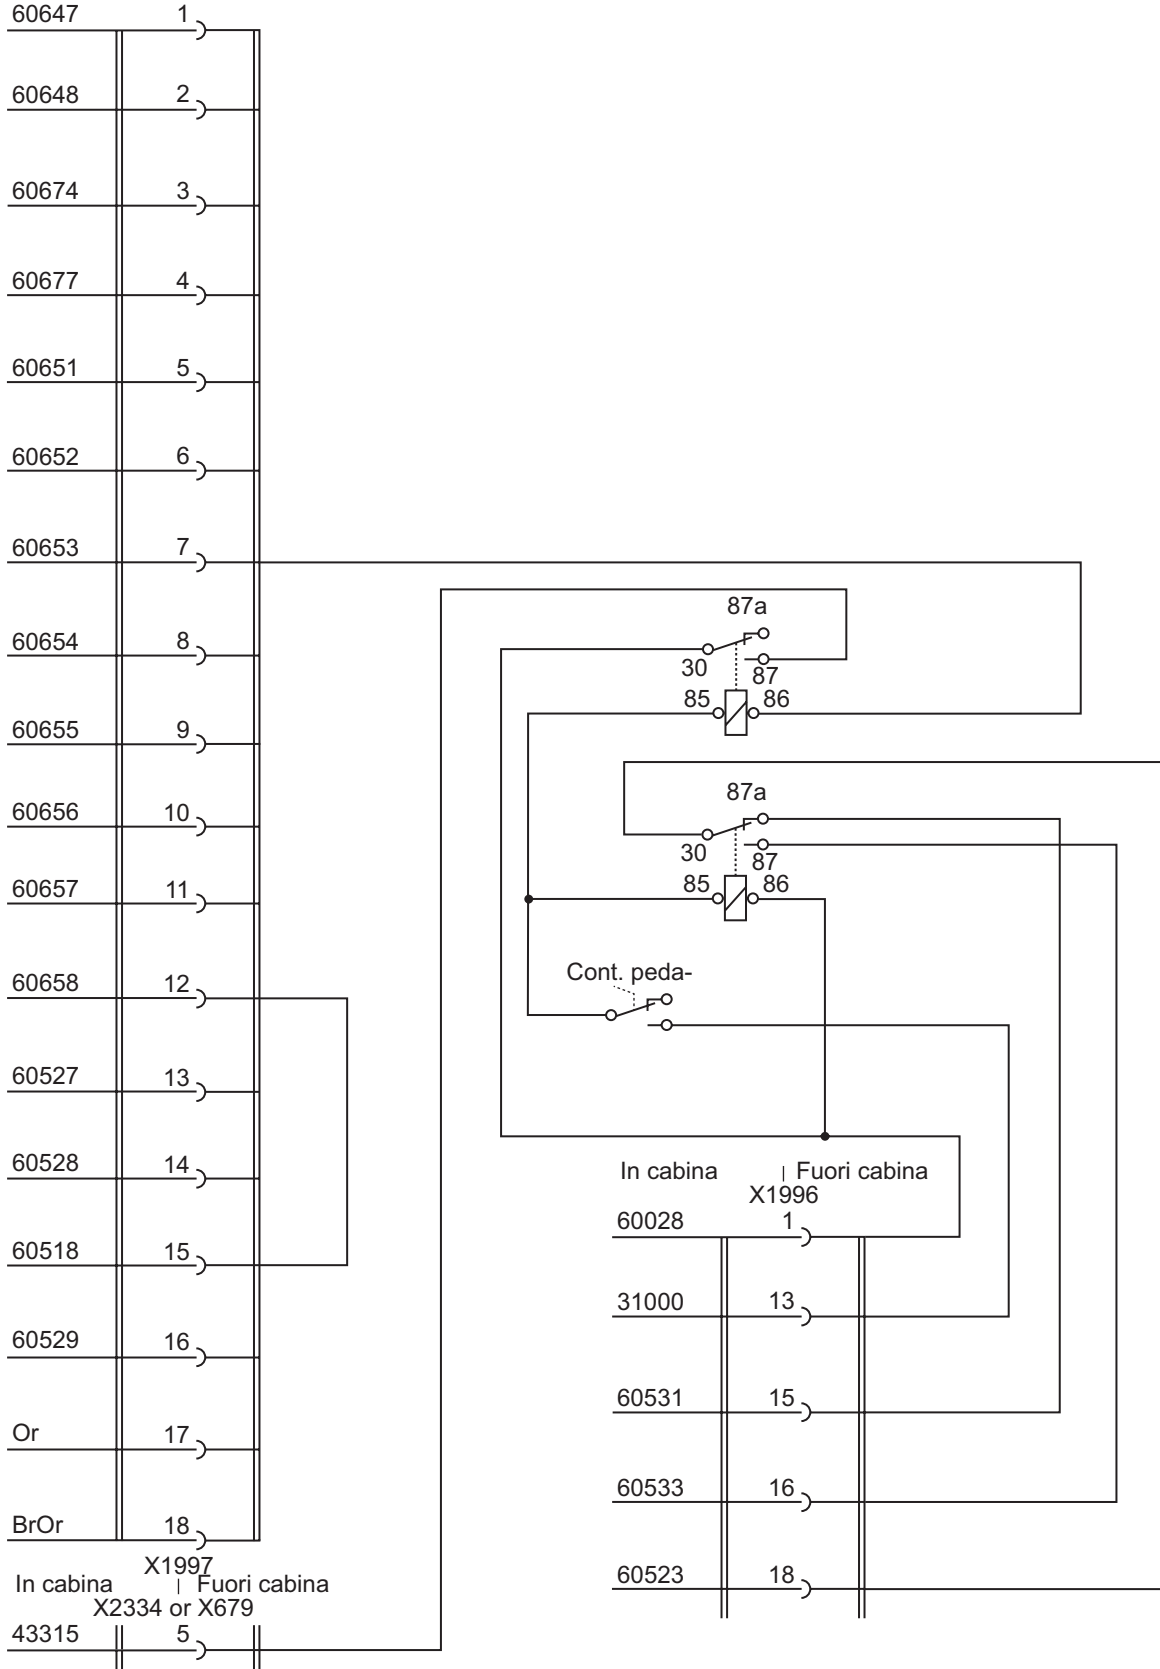 60647 1
60648 2
60674 3
60677 4
60651 5
60652 6
60653 7
60654 8
60655 9
60656 10
60657 11
60658 12
60527 13
60528 14
60518 15
60529 16
Or 17
BrOr 18
X1997
In cabina | Fuori cabina
X2334 or X679
43315 5
87a
30
87
85 86
87a
30
87
85 86
Cont. peda-
In cabina | Fuori cabina
X1996
60028 1
31000 13
60531 15
60533 16
60523 18